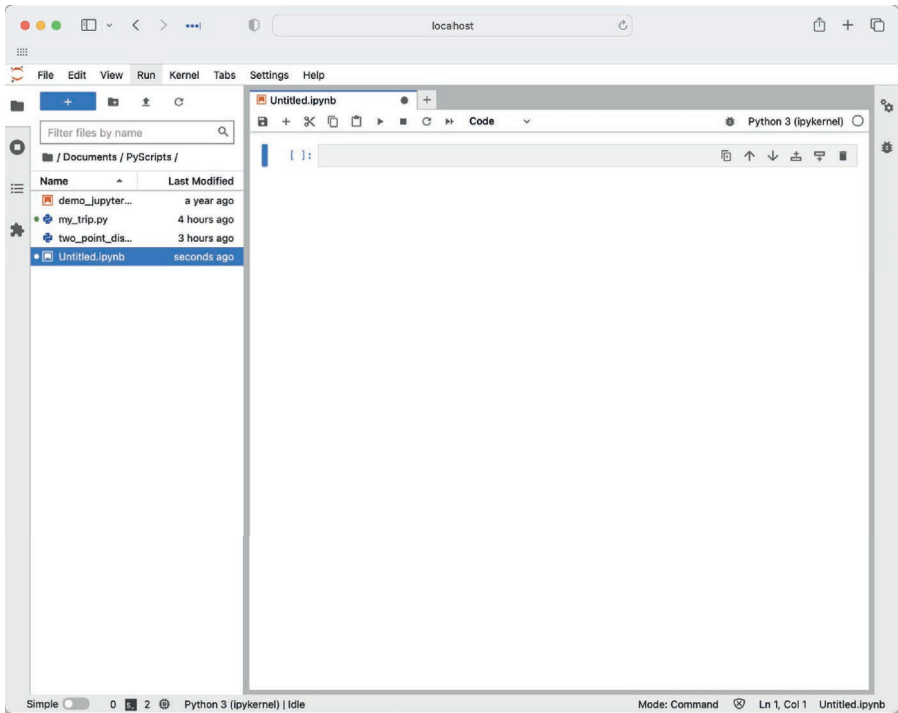 locahost
File Edit View Run Kernel Tabs Settings Help
Untitled.ipynb
Code
Python 3 (ipykernel)
Filter files by name
/ Documents / PyScripts /
Name Last Modified
demo_jupyter... a year ago
my_trip.py 4 hours ago
two_point_dis... 3 hours ago
Untitled.ipynb seconds ago
[ ]:
Simple 0 $_ 2 Python 3 (ipykernel) | Idle Mode: Command Ln 1, Col 1 Untitled.ipynb